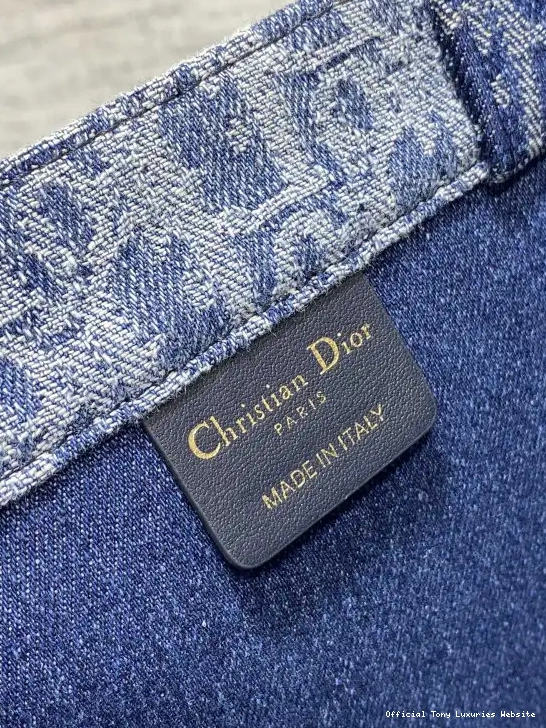 Christian Dior
PARIS
MADE IN ITALY
Official Tony Luxuries Website